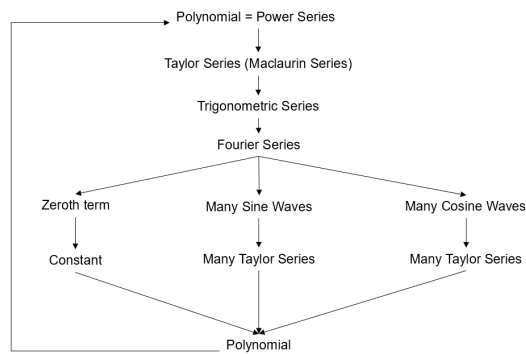 Polynomial = Power Series
Taylor Series (Maclaurin Series)
Trigonometric Series
Fourier Series
Zeroth term
Many Sine Waves
Many Cosine Waves
Constant
Many Taylor Series
Many Taylor Series
Polynomial